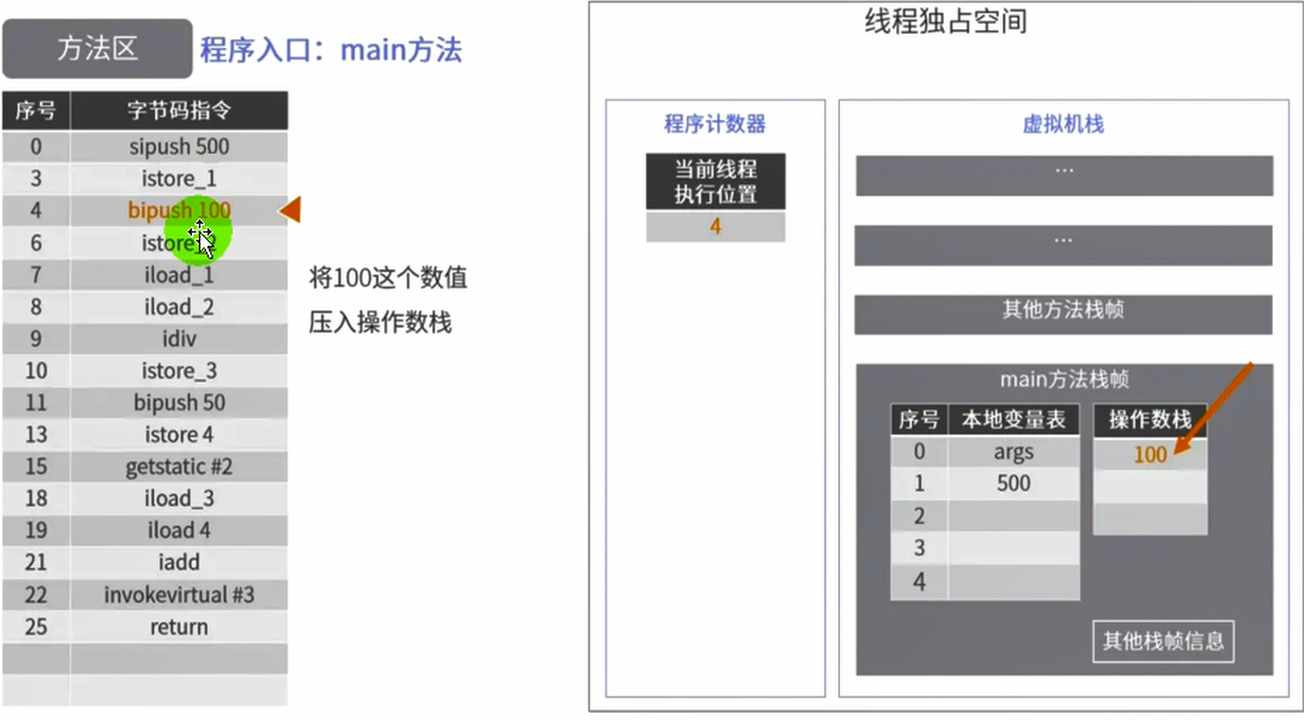 方法区
程序入口：main方法
序号 字节码指令
0 sipush 500
3 istore_1
4 bipush 100
6 istore_2
7 iload_1
8 iload_2
9 idiv
10 istore_3
11 bipush 50
13 istore 4
15 getstatic #2
18 iload_3
19 iload 4
21 iadd
22 invokevirtual #3
25 return
将100这个数值
压入操作数栈
线程独占空间
程序计数器
当前线程
执行位置
4
虚拟机栈
...
...
其他方法栈帧
main方法栈帧
序号 本地变量表
0 args
1 500
2
3
4
操作数栈
100
其他栈帧信息